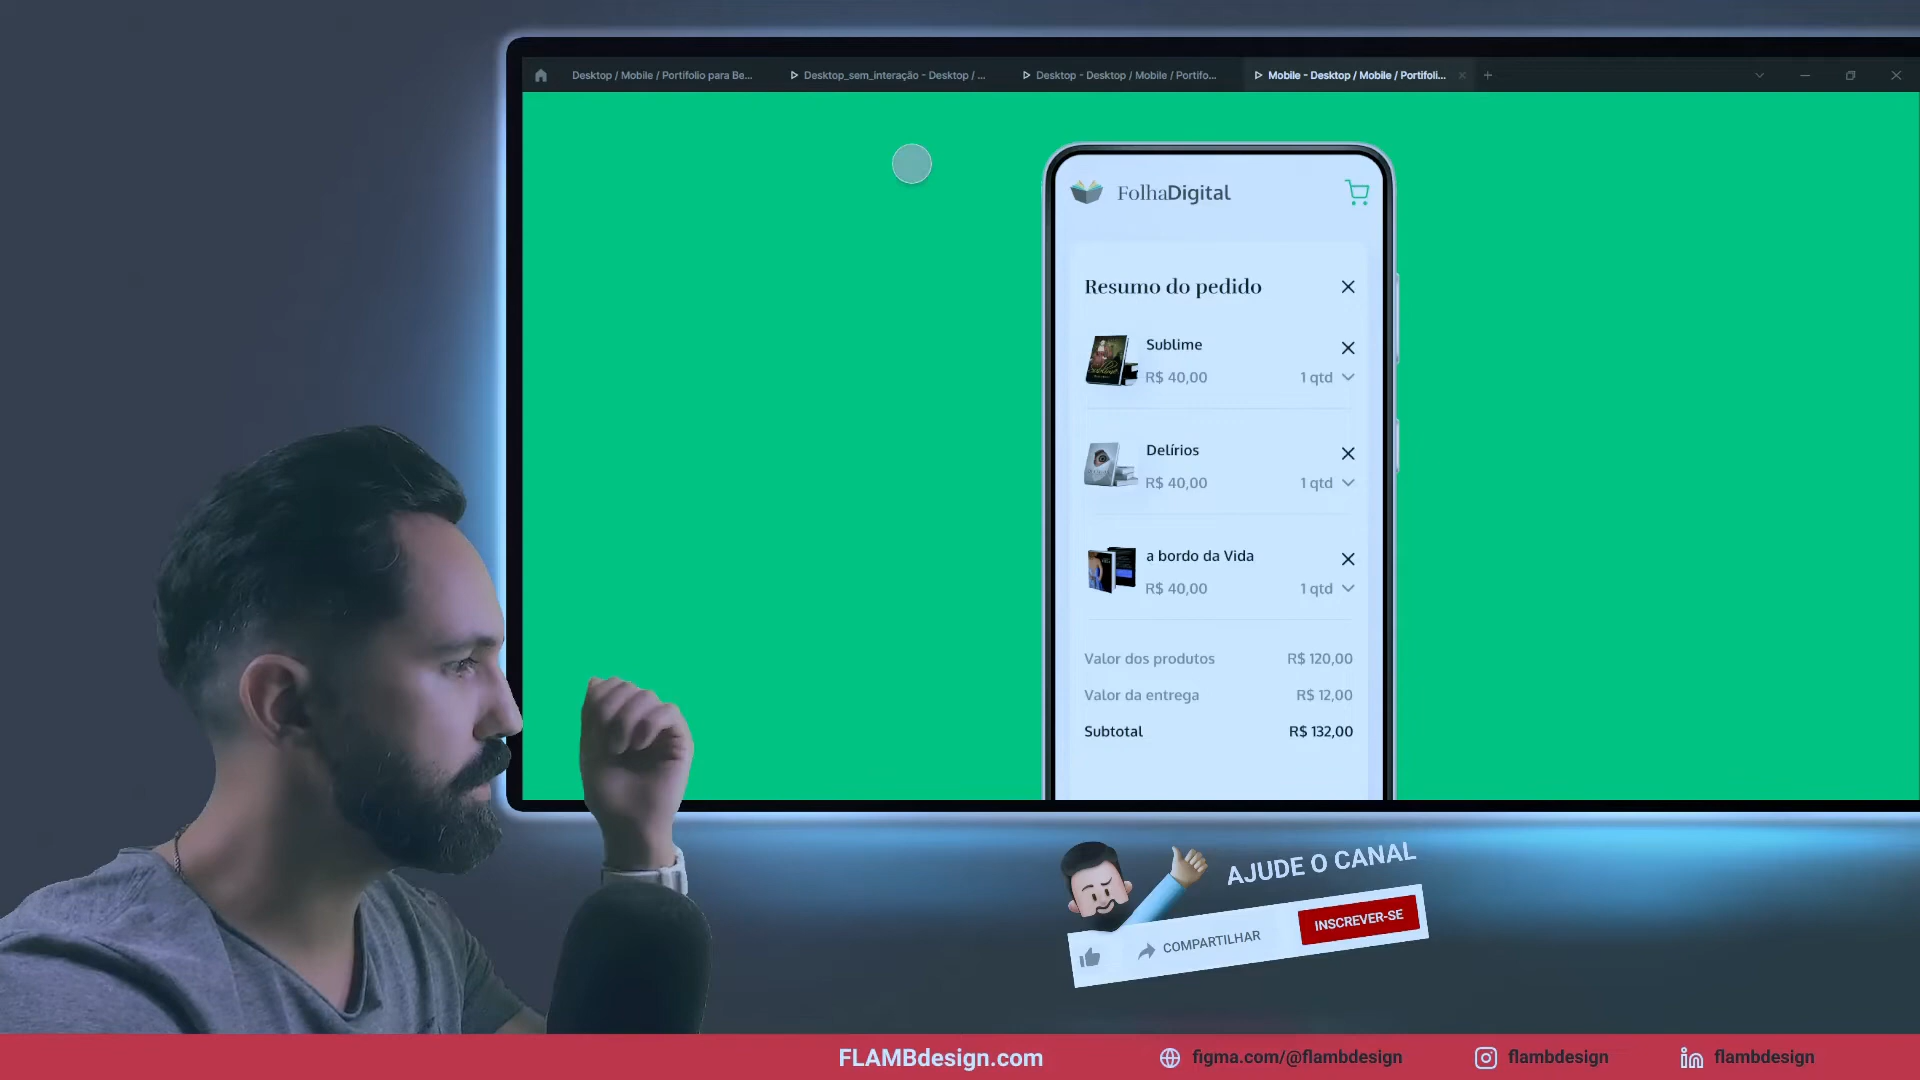 Desktop / Mobile / Portifolio para Be...
Desktop_sem_interação - Desktop / ...
Desktop - Desktop / Mobile / Portifo...
Mobile - Desktop / Mobile / Portifoli...
FolhaDigital
Resumo do pedido
Sublime
R$ 40,00
1 qtd
Delírios
R$ 40,00
1 qtd
a bordo da Vida
R$ 40,00
1 qtd
Valor dos produtos
R$ 120,00
Valor da entrega
R$ 12,00
Subtotal
R$ 132,00
AJUDE O CANAL
COMPARTILHAR
INSCREVER-SE
FLAMBdesign.com
figma.com/@flambdesign
flambdesign
flambdesign